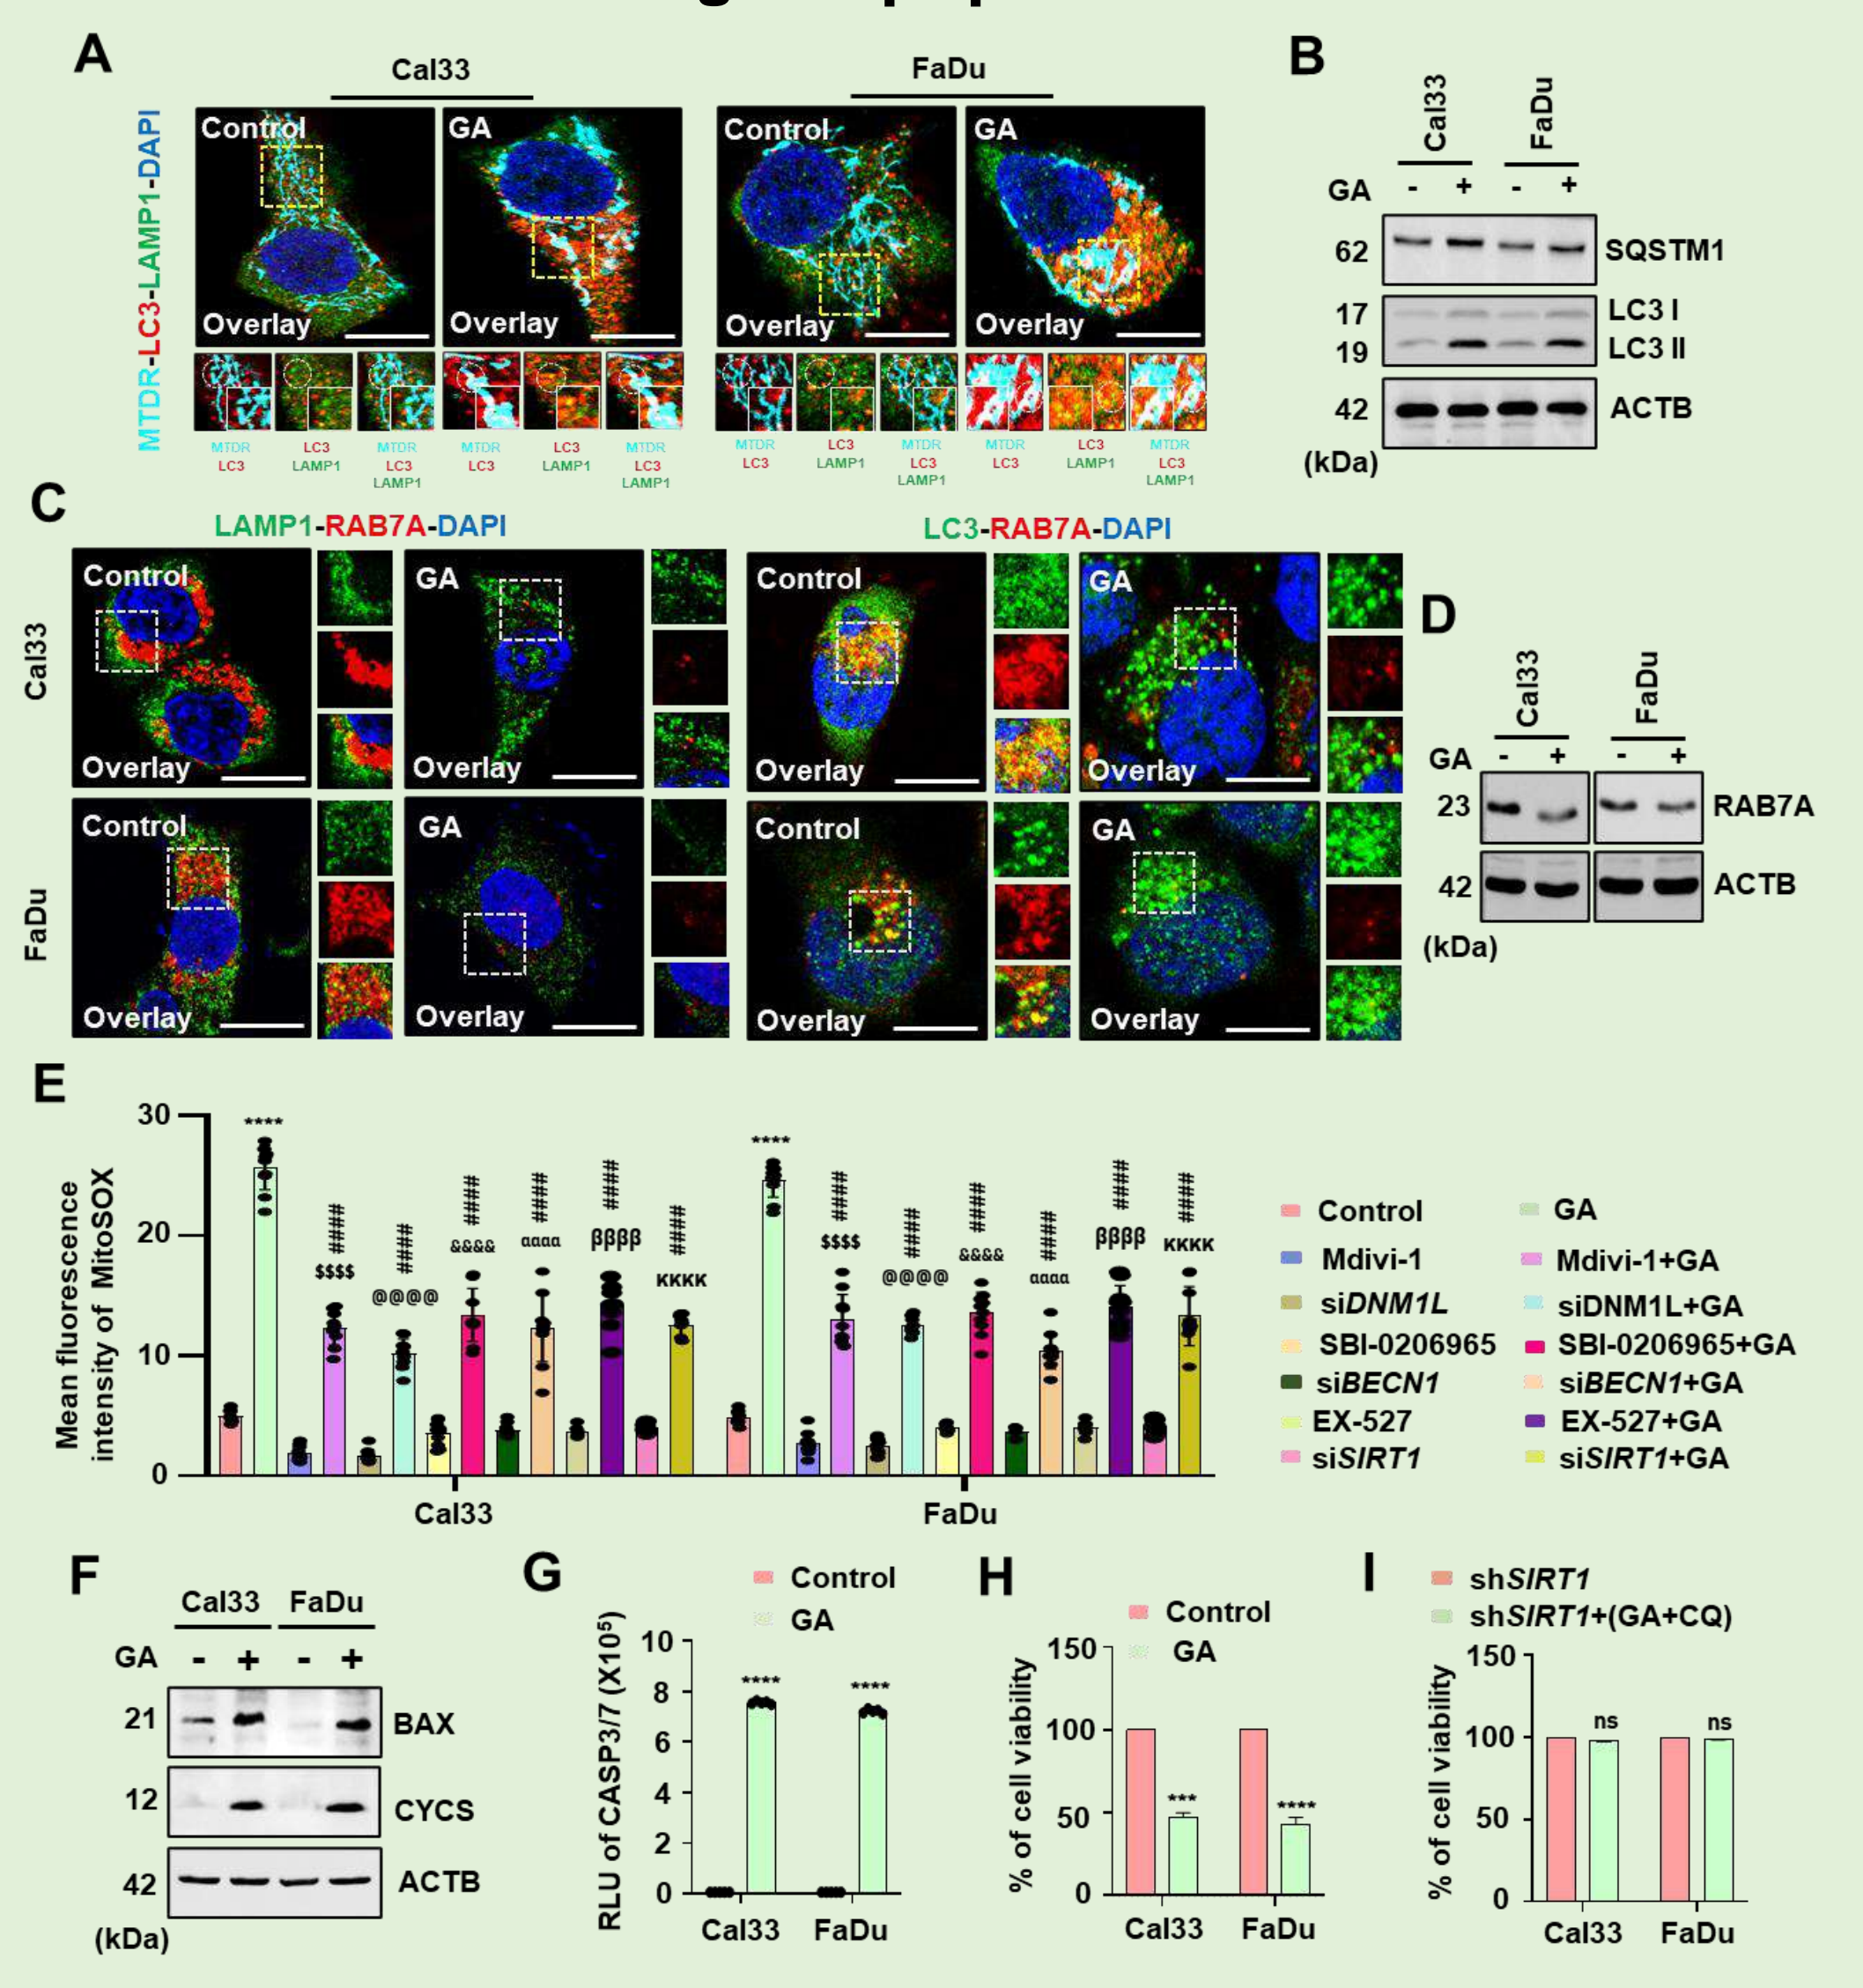 A
Cal33
FaDu
MTDR-LC3-LAMP1-DAPI
Control
GA
Control
GA
Overlay
Overlay
Overlay
Overlay
MTDR LC3
LC3 LAMP1
MTDR LC3 LAMP1
MTDR LC3
LC3 LAMP1
MTDR LC3 LAMP1
MTDR LC3
LC3 LAMP1
MTDR LC3 LAMP1
MTDR LC3
LC3 LAMP1
MTDR LC3 LAMP1
B
Cal33
FaDu
GA - + - +
62 SQSTM1
17 LC3 I
19 LC3 II
42 ACTB
(kDa)
C
LAMP1-RAB7A-DAPI
LC3-RAB7A-DAPI
Cal33
Control
GA
Control
GA
Overlay
Overlay
Overlay
Overlay
FaDu
Control
GA
Control
GA
Overlay
Overlay
Overlay
Overlay
D
Cal33
FaDu
GA - + - +
23 RAB7A
42 ACTB
(kDa)
E
Mean fluorescence
intensity of MitoSOX
30
20
10
0
****
####
$$$$
####
@@@@
####
&&&&
####
αααα
####
ββββ
####
KKKK
****
####
$$$$
####
@@@@
####
&&&&
####
αααα
####
ββββ
####
KKKK
Cal33
FaDu
Control GA
Mdivi-1 Mdivi-1+GA
siDNM1L siDNM1L+GA
SBI-0206965 SBI-0206965+GA
siBECN1 siBECN1+GA
EX-527 EX-527+GA
siSIRT1 siSIRT1+GA
F
Cal33 FaDu
GA - + - +
21 BAX
12 CYCS
42 ACTB
(kDa)
G
Control
GA
RLU of CASP3/7 (X10⁵)
10
8
6
4
2
0
**** ****
Cal33 FaDu
H
Control
GA
% of cell viability
150
100
50
0
*** ****
Cal33 FaDu
I
shSIRT1
shSIRT1+(GA+CQ)
% of cell viability
150
100
50
0
ns ns
Cal33 FaDu